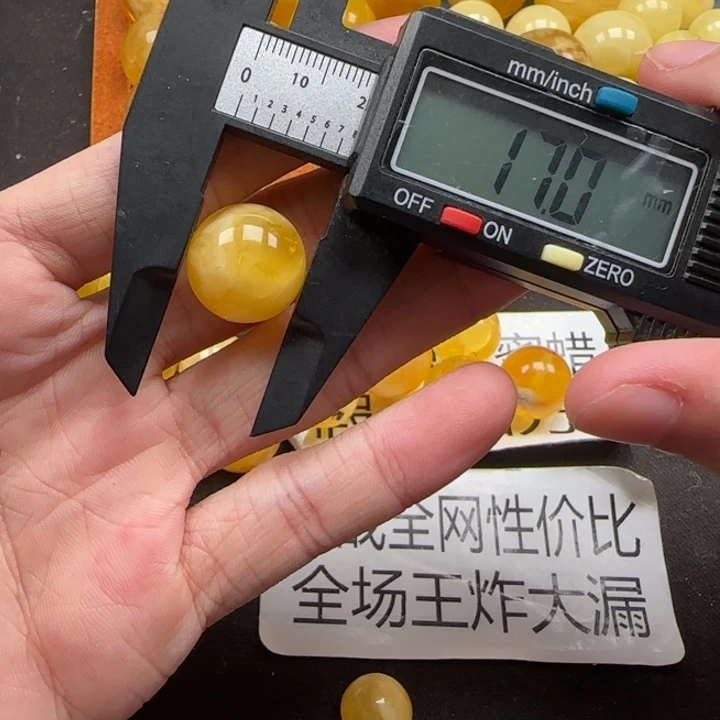 0 10 2
1 2 3 4 5 6 7 8
mm/inch
17.0 mm
OFF ON
ZERO
蜜蜡
全网性价比
全场王炸大漏